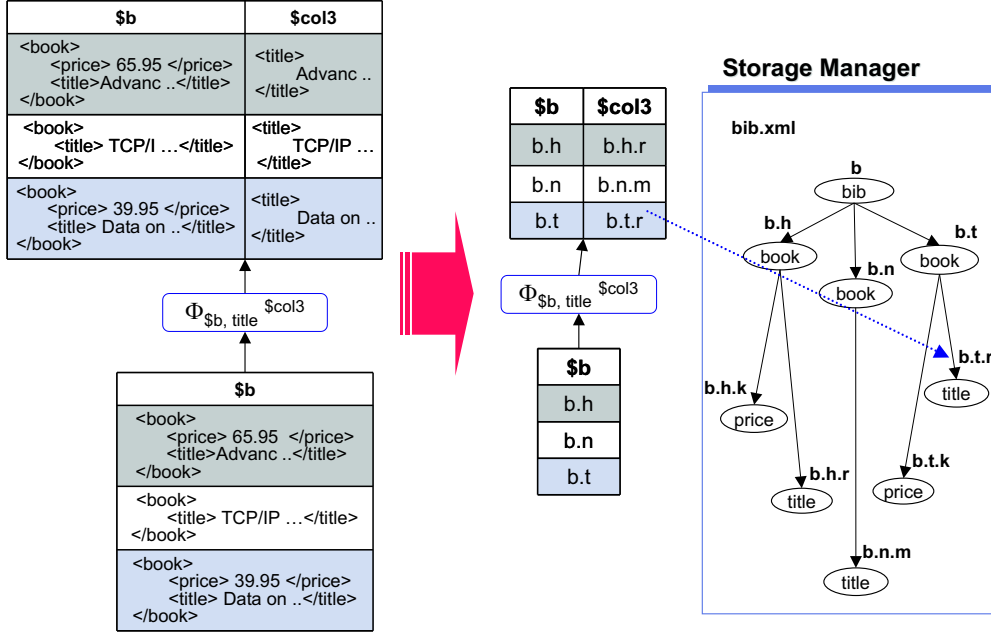 $b $col3
<book>
<price> 65.95 </price>
<title>Advanc ..</title>
</book>
<title>
Advanc ..
</title>
<book>
<title> TCP/I ...</title>
</book>
<title>
TCP/IP ...
</title>
<book>
<price> 39.95 </price>
<title> Data on ..</title>
</book>
<title>
Data on ..
</title>
Φ$b, title $col3
$b
<book>
<price> 65.95 </price>
<title>Advanc ..</title>
</book>
<book>
<title> TCP/IP ...</title>
</book>
<book>
<price> 39.95 </price>
<title> Data on ..</title>
</book>
$b $col3
b.h b.h.r
b.n b.n.m
b.t b.t.r
Φ$b, title $col3
$b
b.h
b.n
b.t
Storage Manager
bib.xml
b
bib
b.h
book
b.n
book
b.t
book
b.h.k
price
b.h.r
title
b.t.r
title
b.t.k
price
b.n.m
title